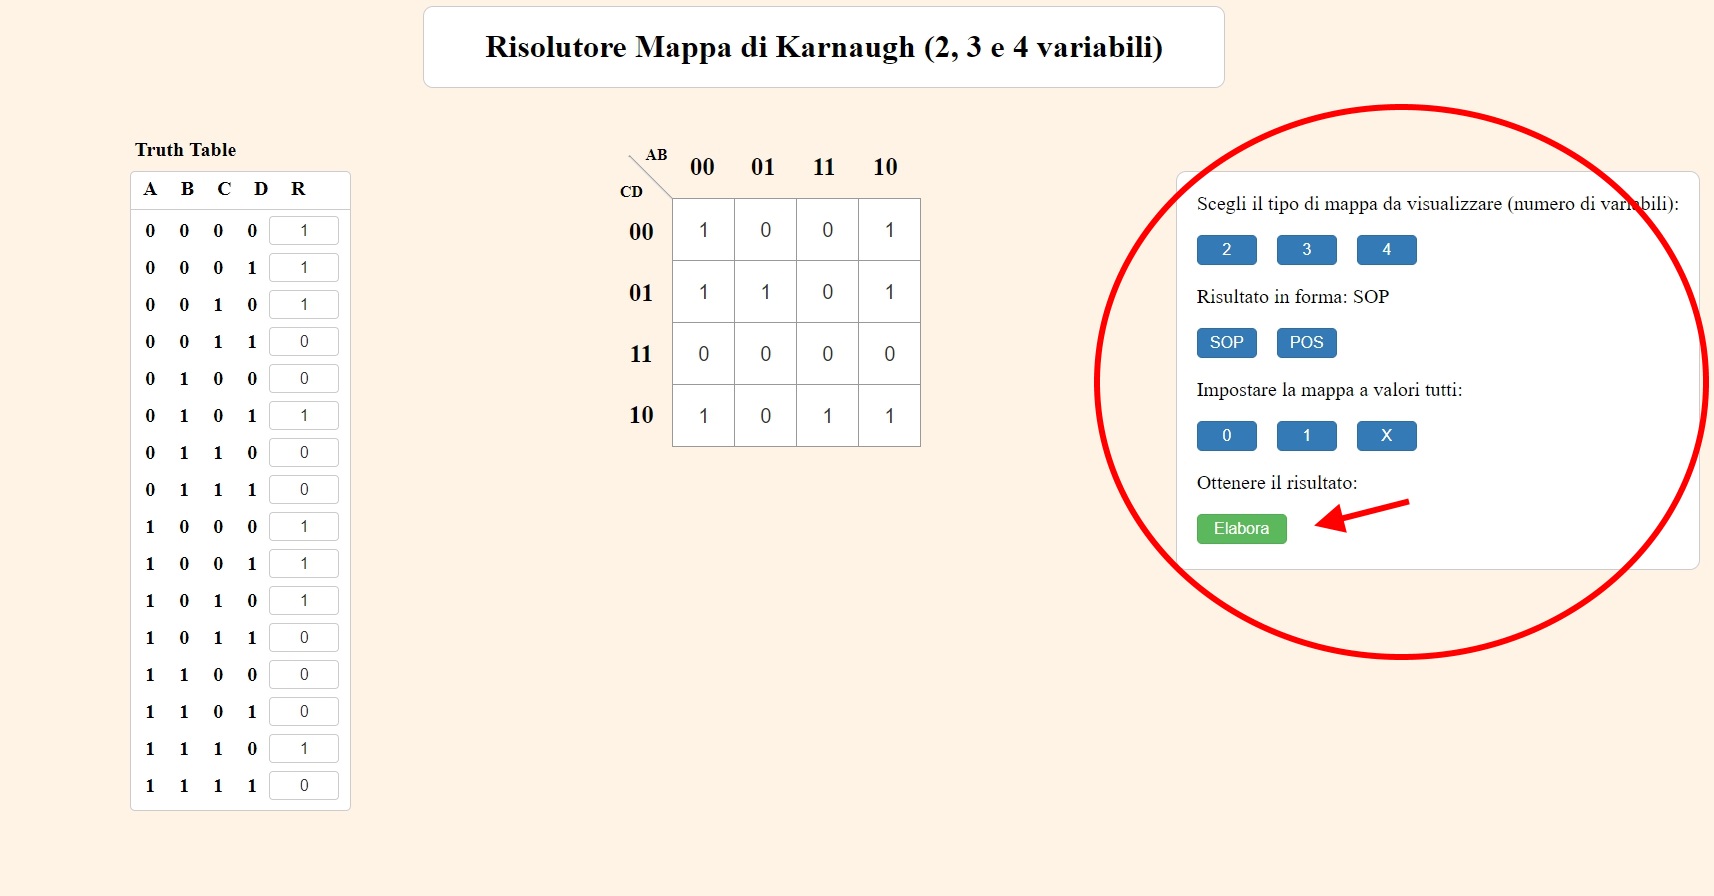 Risolutore Mappa di Karnaugh (2, 3 e 4 variabili)
Truth Table
A B C D R
0 0 0 0 1
0 0 0 1 1
0 0 1 0 1
0 0 1 1 0
0 1 0 0 0
0 1 0 1 1
0 1 1 0 0
0 1 1 1 0
1 0 0 0 1
1 0 0 1 1
1 0 1 0 1
1 0 1 1 0
1 1 0 0 0
1 1 0 1 0
1 1 1 0 1
1 1 1 1 0
AB
CD
00 01 11 10
00 1 0 0 1
01 1 1 0 1
11 0 0 0 0
10 1 0 1 1
Scegli il tipo di mappa da visualizzare (numero di variabili):
2 3 4
Risultato in forma: SOP
SOP POS
Impostare la mappa a valori tutti:
0 1 X
Ottenere il risultato:
Elabora